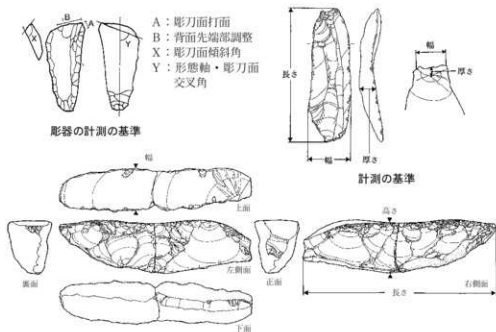 B
A
X
Y
A：彫刀面打面
B：背面先端部調整
X：彫刀面傾斜角
Y：形態軸・彫刀面
交叉角
彫器の計測の基準
長さ
幅
厚さ
幅
厚さ
計測の基準
幅
上面
高さ
裏面
左側面
正面
右側面
長さ
下面